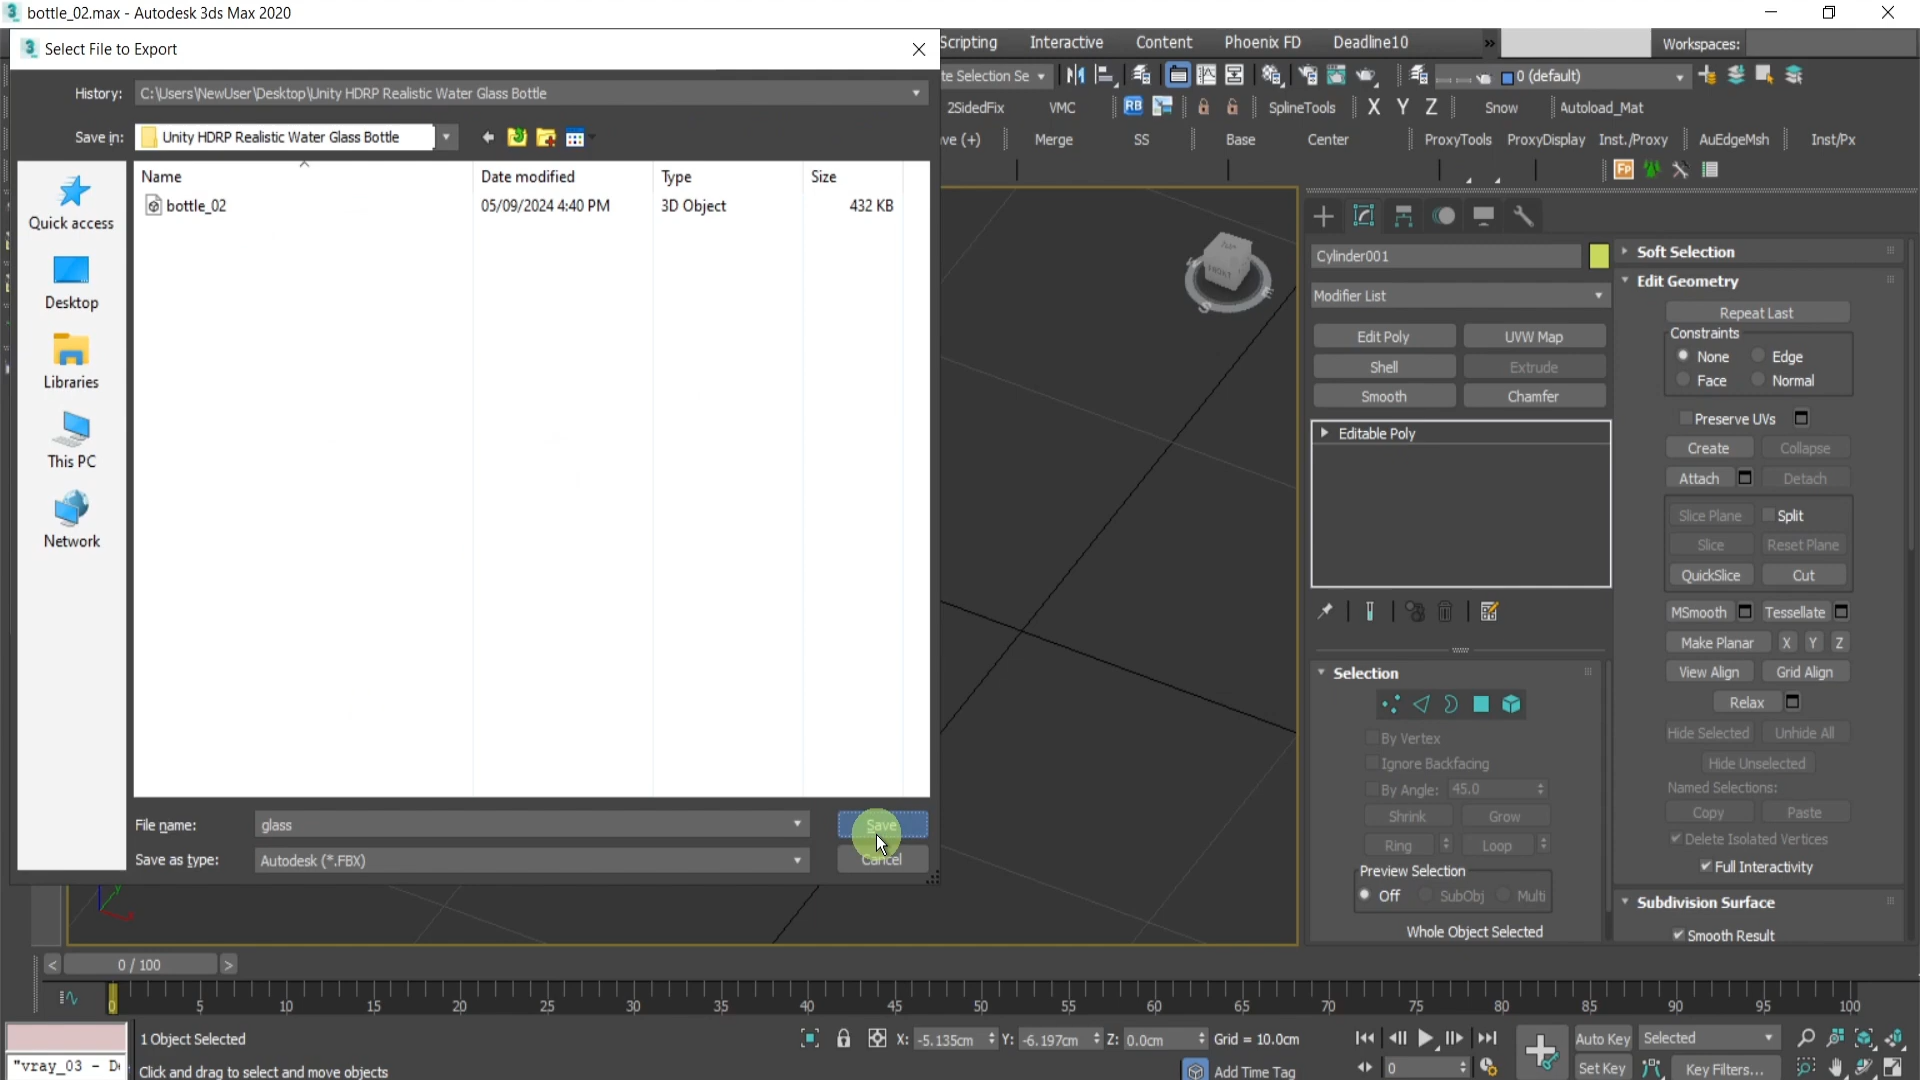 bottle_02.max - Autodesk 3ds Max 2020
Select File to Export
Scripting Interactive Content Phoenix FD Deadline10 » Workspaces:
History: C:\Users\NewUser\Desktop\Unity HDRP Realistic Water Glass Bottle
te Selection Se 0 (default)
2SidedFix VMC RB SplineTools X Y Z Snow Autoload_Mat
Save in: Unity HDRP Realistic Water Glass Bottle
ve (+) Merge SS Base Center ProxyTools ProxyDisplay Inst./Proxy AuEdgeMsh Inst/Px
Name Date modified Type Size
bottle_02 05/09/2024 4:40 PM 3D Object 432 KB
Quick access
Desktop
Libraries
This PC
Network
File name: glass Save
Save as type: Autodesk (*.FBX) Cancel
FRONT
S E
Cylinder001
Modifier List
Edit Poly UVW Map
Shell Extrude
Smooth Chamfer
Editable Poly
Selection
By Vertex
Ignore Backfacing
By Angle: 45.0
Shrink Grow
Ring Loop
Preview Selection
Off SubObj Multi
Whole Object Selected
Soft Selection
Edit Geometry
Repeat Last
Constraints
None Edge
Face Normal
Preserve UVs
Create Collapse
Attach Detach
Slice Plane Split
Slice Reset Plane
QuickSlice Cut
MSmooth Tessellate
Make Planar X Y Z
View Align Grid Align
Relax
Hide Selected Unhide All
Hide Unselected
Named Selections:
Copy Paste
Delete Isolated Vertices
Full Interactivity
Subdivision Surface
Smooth Result
y
< 0 / 100 >
0 5 10 15 20 25 30 35 40 45 50 55 60 65 70 75 80 85 90 95 100
1 Object Selected X: -5.135cm Y: -6.197cm Z: 0.0cm Grid = 10.0cm Auto Key Selected
"vray_03 - De Click and drag to select and move objects Add Time Tag 0 Set Key Key Filters...